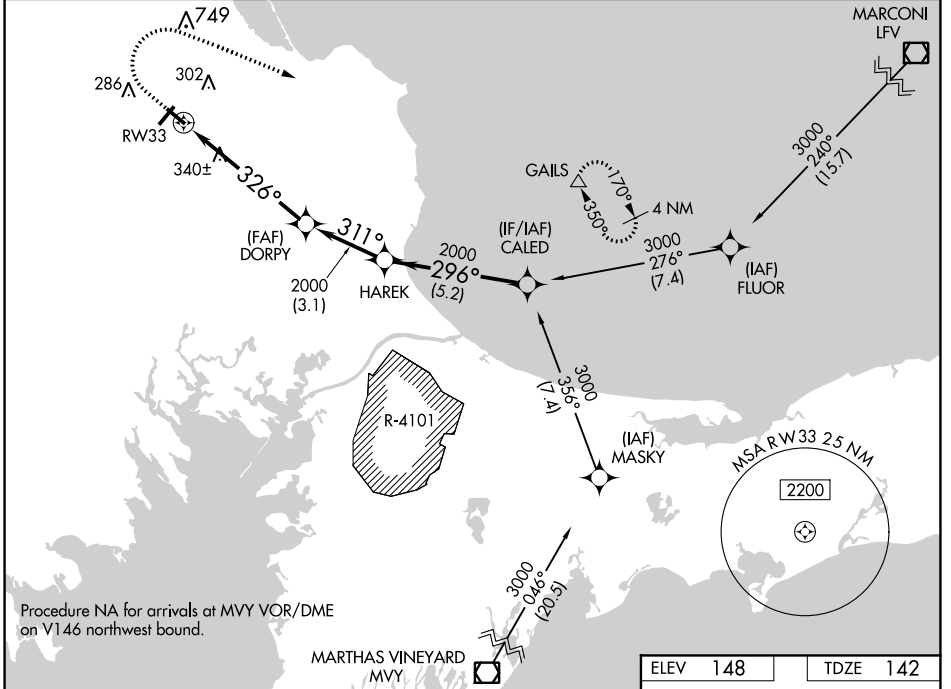 749
MARCONI
LFV
286
302
RW33
340±
326°
(FAF)
DORPY
311°
2000
(3.1)
HAREK
2000
296°
(5.2)
(IF/IAF)
CALED
GAILS
170°
350°
4 NM
3000
240°
(15.7)
3000
276°
(7.4)
(IAF)
FLUOR
3000
356°
(7.4)
R-4101
(IAF)
MASKY
MSA RW33 25 NM
2200
3000
046°
(20.5)
Procedure NA for arrivals at MVY VOR/DME
on V146 northwest bound.
MARTHAS VINEYARD
MVY
ELEV 148
TDZE 142